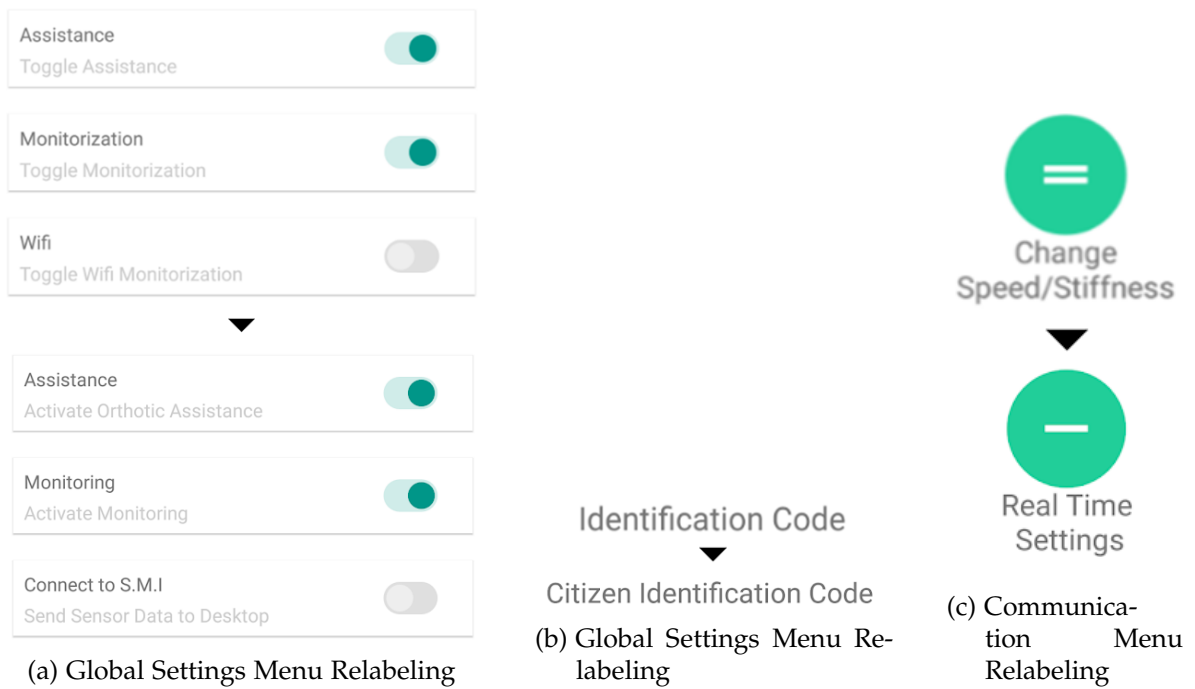 Assistance
Toggle Assistance
Monitorization
Toggle Monitorization
Wifi
Toggle Wifi Monitorization
Assistance
Activate Orthotic Assistance
Monitoring
Activate Monitoring
Connect to S.M.I
Send Sensor Data to Desktop
(a) Global Settings Menu Relabeling
Identification Code
Citizen Identification Code
(b) Global Settings Menu Re-
labeling
Change
Speed/Stiffness
Real Time
Settings
(c) Communica-
tion Menu
Relabeling